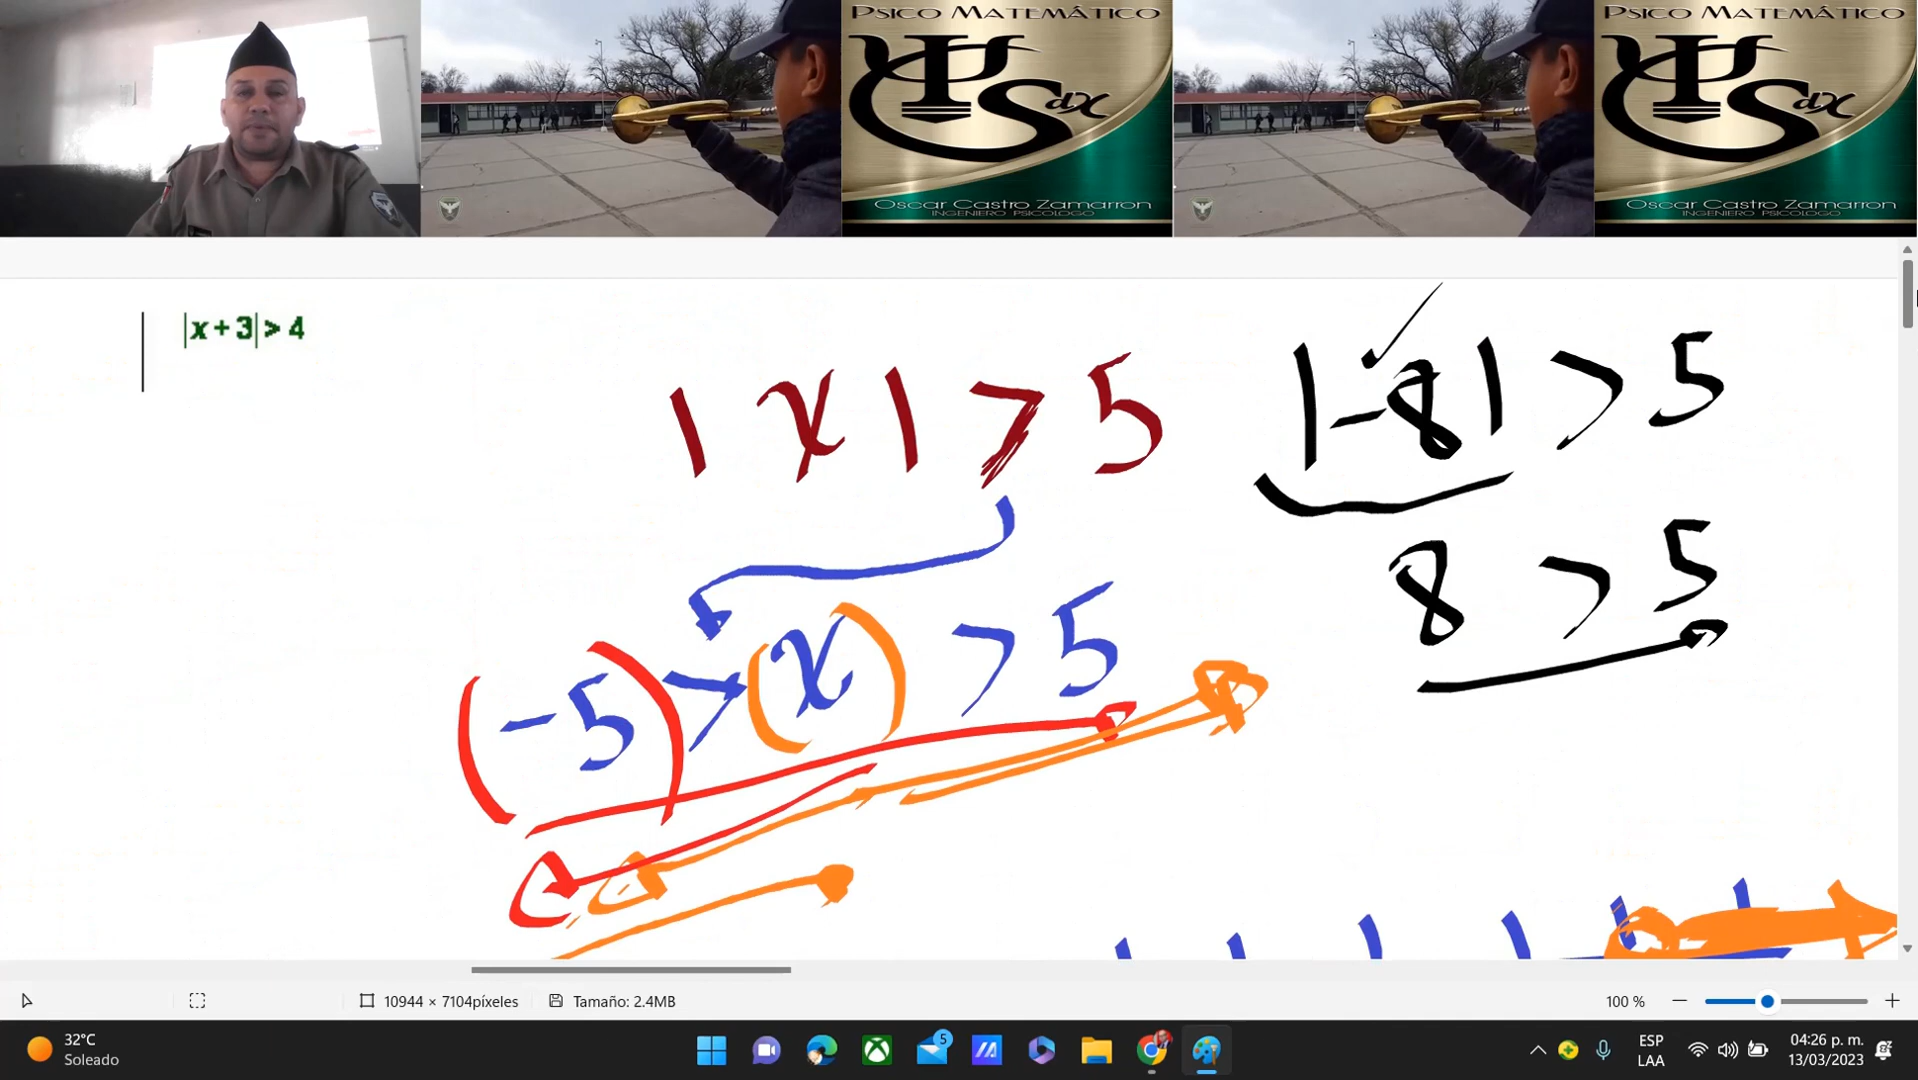 PSICO MATEMÁTICO
PSICO MATEMÁTICO
Oscar Castro Zamarron
INGENIERO PSICOLOGO
Oscar Castro Zamarron
INGENIERO PSICOLOGO
|x+3|> 4
|x| > 5
|-8| > 5
8 > 5
(-5) > (x) > 5
10944 × 7104píxeles
Tamaño: 2.4MB
100 %
32°C
Soleado
5
ESP
LAA
04:26 p. m.
13/03/2023